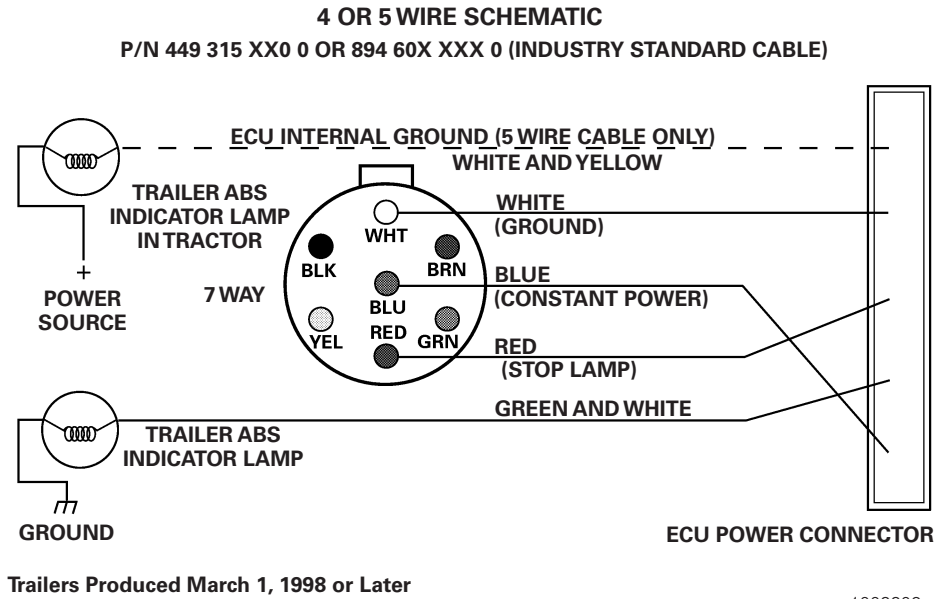 4 OR 5 WIRE SCHEMATIC
P/N 449 315 XX0 0 OR 894 60X XXX 0 (INDUSTRY STANDARD CABLE)
ECU INTERNAL GROUND (5 WIRE CABLE ONLY)
WHITE AND YELLOW
TRAILER ABS
INDICATOR LAMP
IN TRACTOR
+
POWER
SOURCE
7 WAY
WHT
BLK
BRN
BLU
YEL
RED
GRN
WHITE
(GROUND)
BLUE
(CONSTANT POWER)
RED
(STOP LAMP)
GREEN AND WHITE
TRAILER ABS
INDICATOR LAMP
GROUND
ECU POWER CONNECTOR
Trailers Produced March 1, 1998 or Later